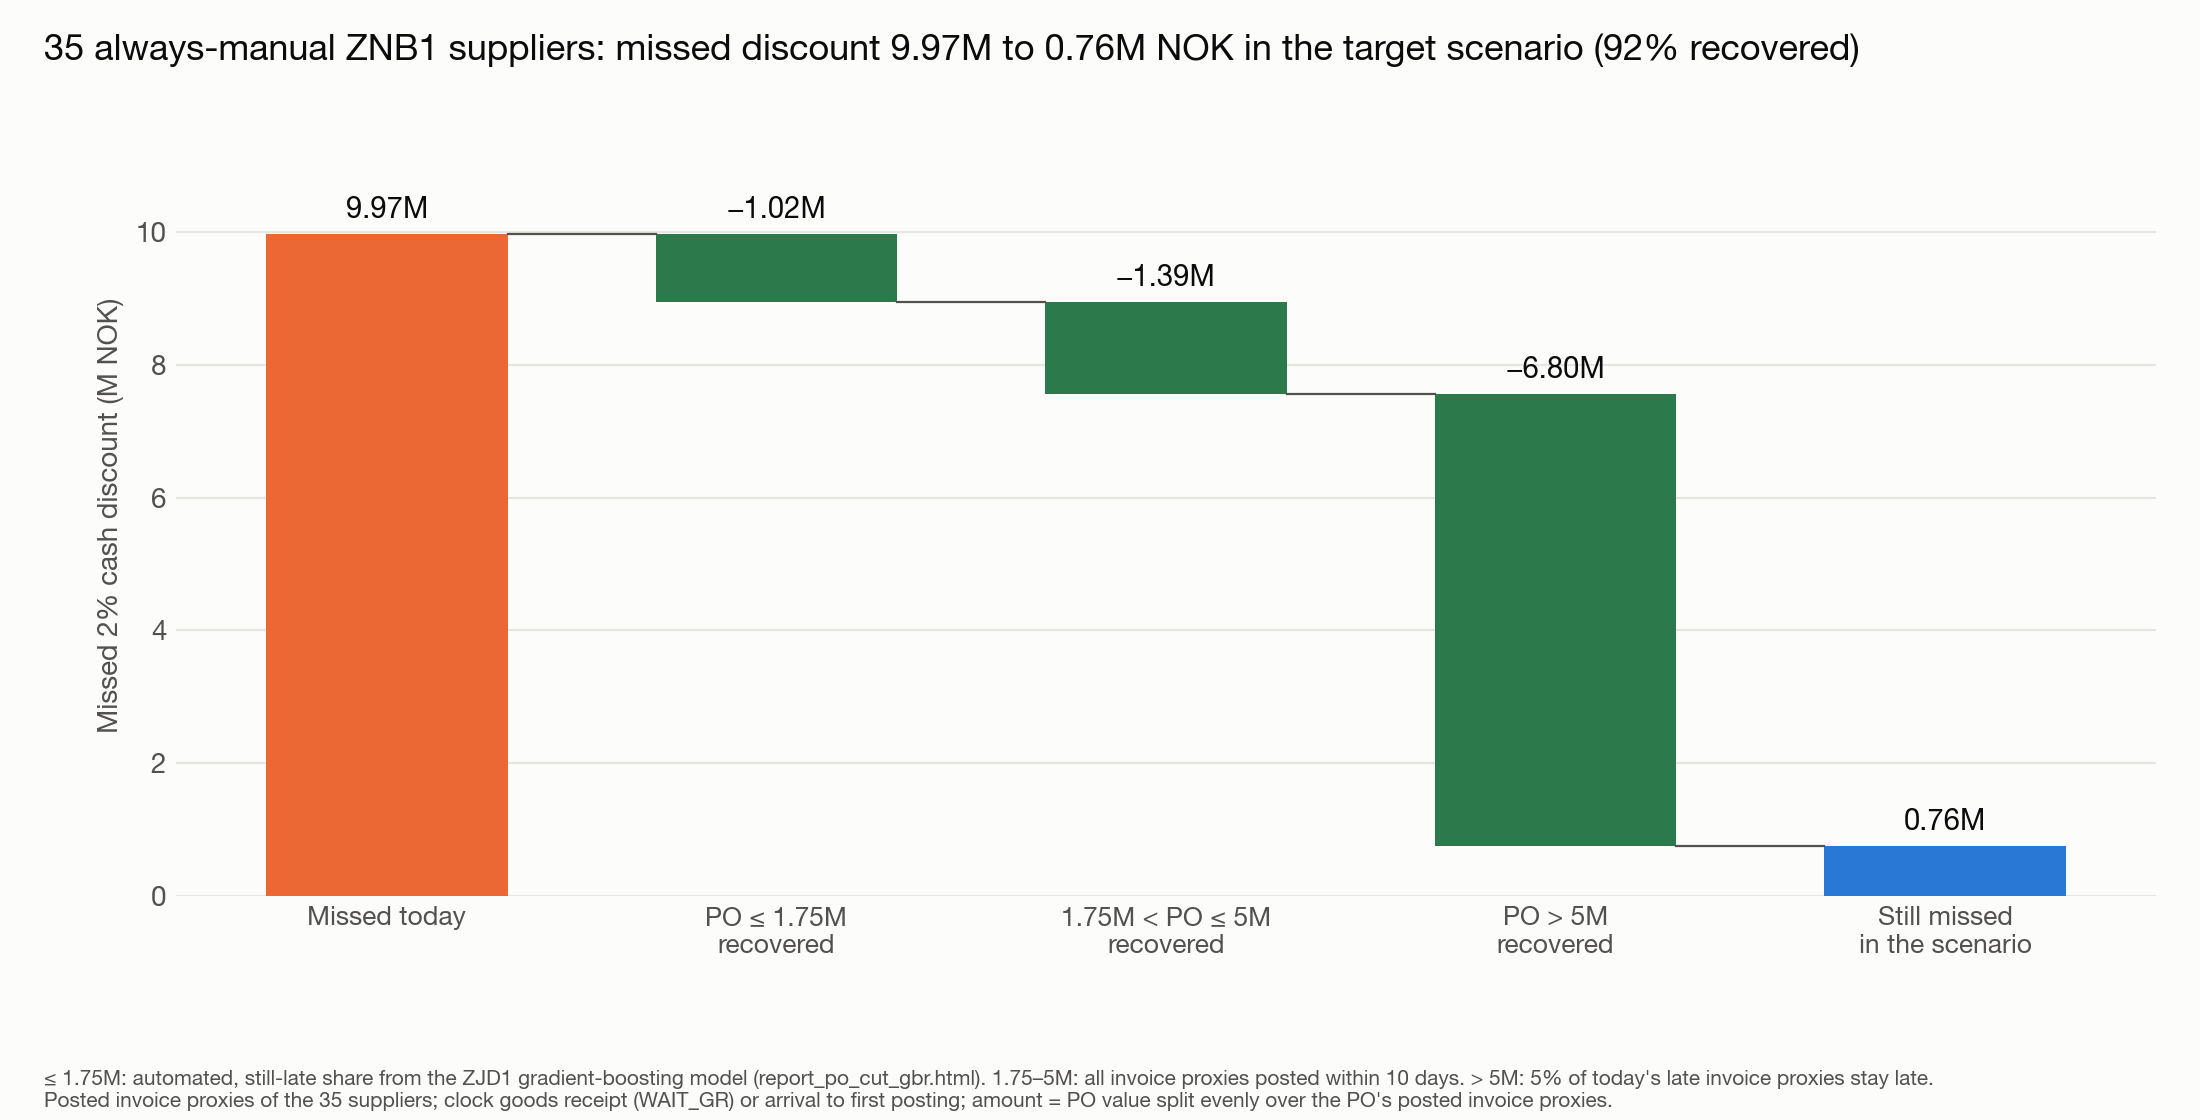 35 always-manual ZNB1 suppliers: missed discount 9.97M to 0.76M NOK in the target scenario (92% recovered)
Missed 2% cash discount (M NOK)
10
8
6
4
2
0
9.97M
–1.02M
–1.39M
–6.80M
0.76M
Missed today
PO ≤ 1.75M
recovered
1.75M < PO ≤ 5M
recovered
PO > 5M
recovered
Still missed
in the scenario
≤ 1.75M: automated, still-late share from the ZJD1 gradient-boosting model (report_po_cut_gbr.html). 1.75–5M: all invoice proxies posted within 10 days. > 5M: 5% of today's late invoice proxies stay late.
Posted invoice proxies of the 35 suppliers; clock goods receipt (WAIT_GR) or arrival to first posting; amount = PO value split evenly over the PO's posted invoice proxies.